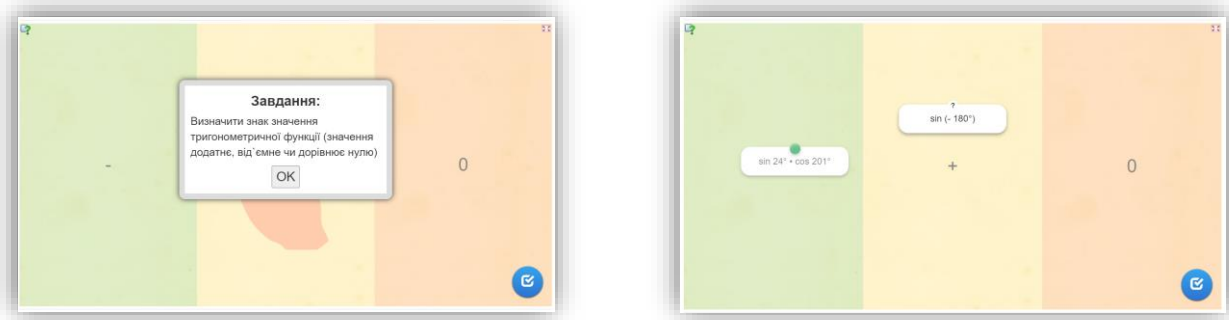 Завдання:
Визначити знак значення
тригонометричної функції (значення
додатнє, від`ємне чи дорівнює нулю)
OK
-
0
?
sin (- 180°)
sin 24° • cos 201°
+
0